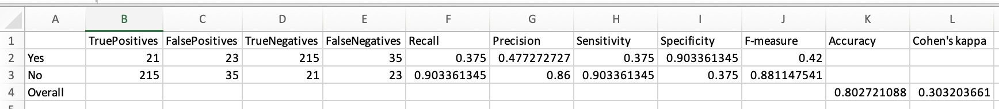 A B C D E F G H I J K L
1 TruePositives FalsePositives TrueNegatives FalseNegatives Recall Precision Sensitivity Specificity F-measure Accuracy Cohen's kappa
2 Yes 21 23 215 35 0.375 0.477272727 0.375 0.903361345 0.42
3 No 215 35 21 23 0.903361345 0.86 0.903361345 0.375 0.881147541
4 Overall 0.802721088 0.303203661